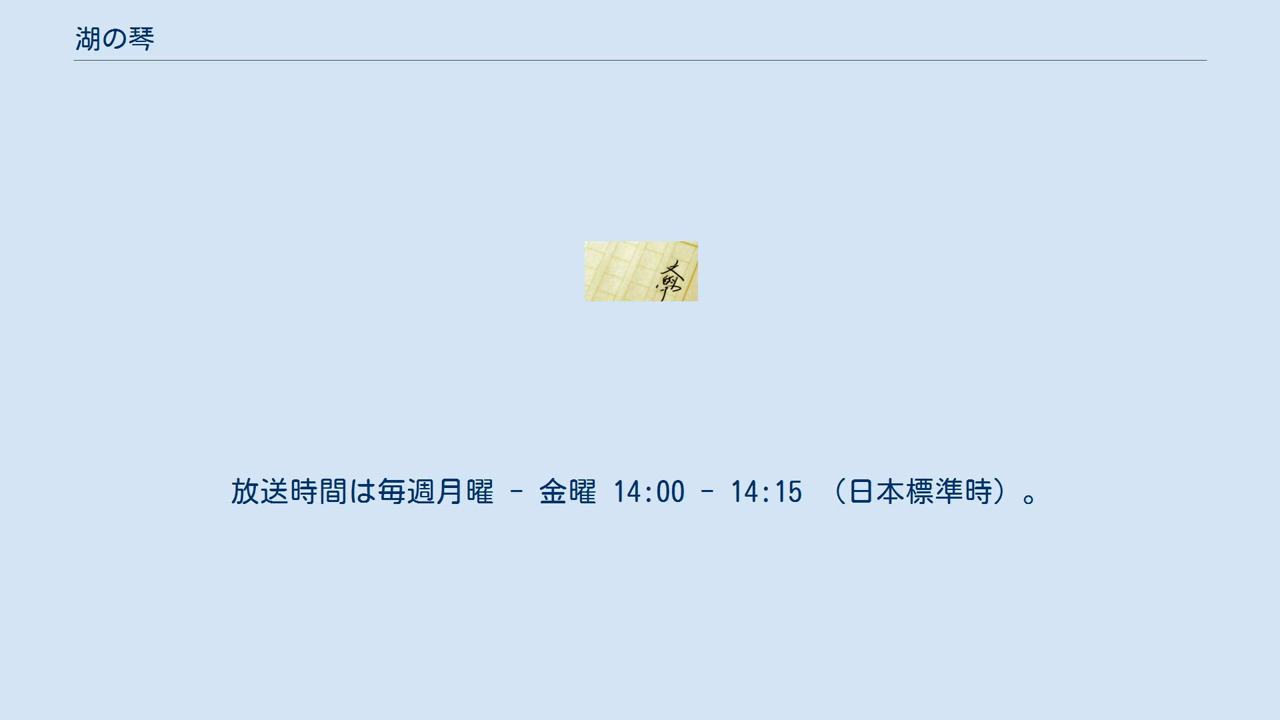 湖の琴
放送時間は毎週月曜 - 金曜 14:00 - 14:15 （日本標準時）。